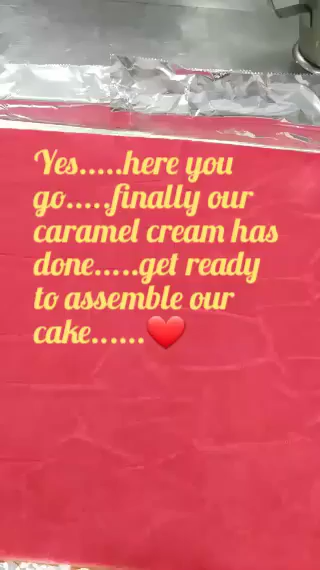 Yes.....here you
go.....finally our
caramel cream has
done.....get ready
to assemble our
cake......❤️